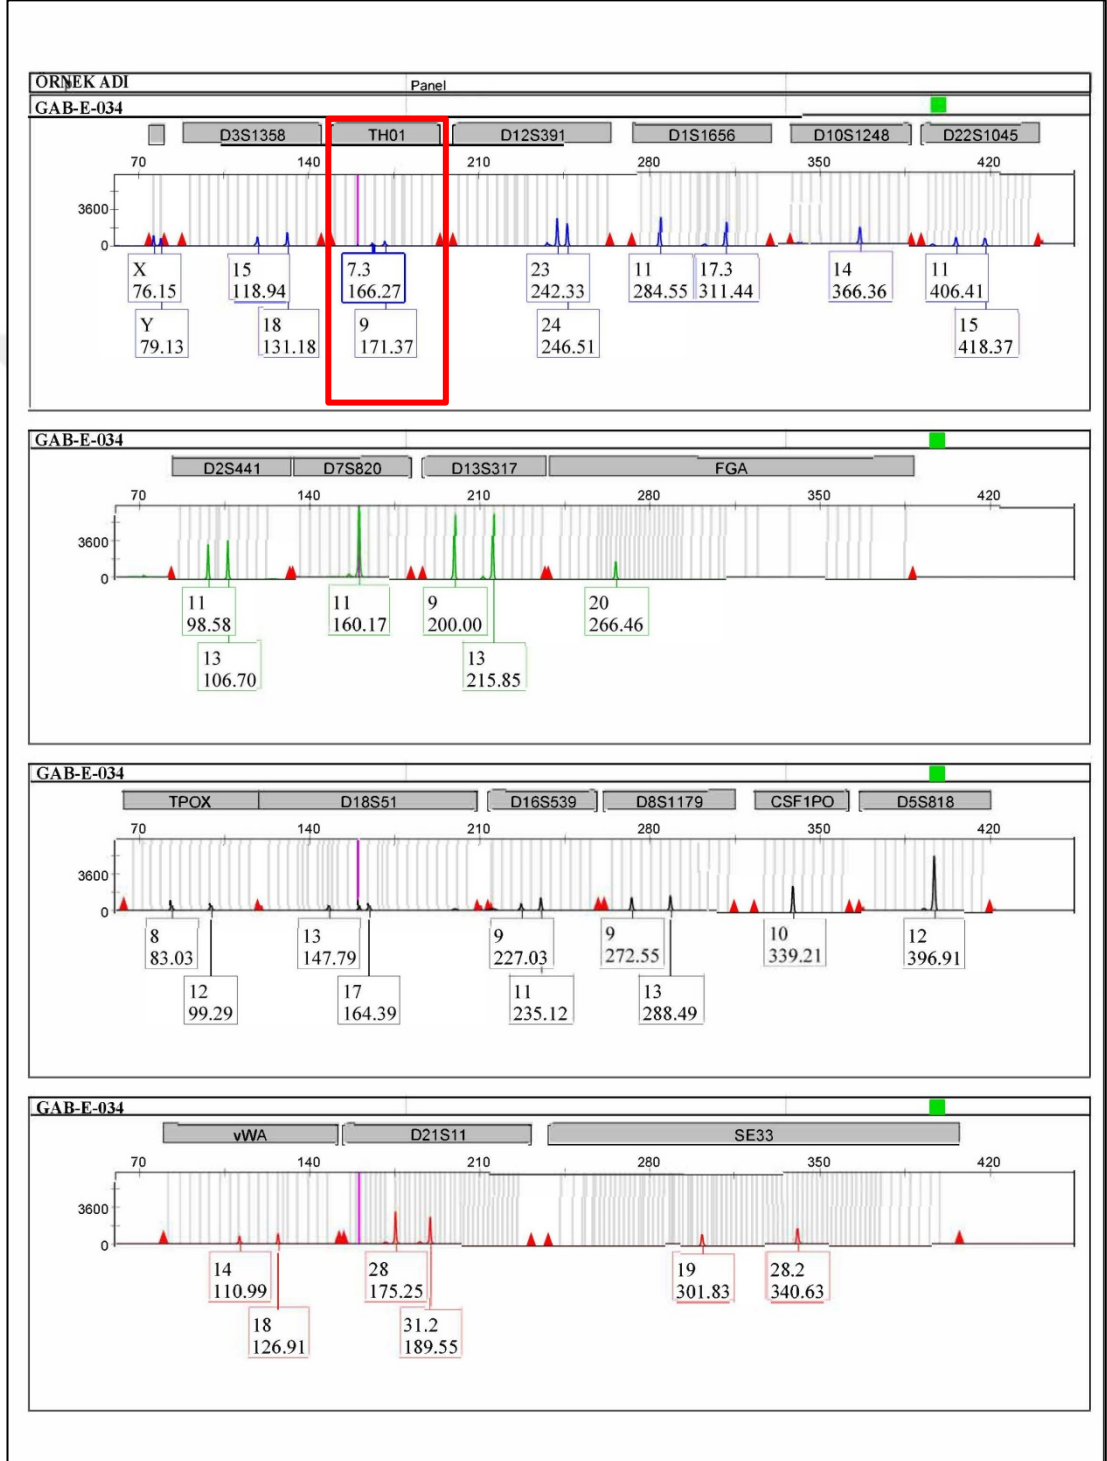 ÖRNEK ADI
Panel
GAB-E-034
D3S1358 TH01 D12S391 D1S1656 D10S1248 D22S1045
70 140 210 280 350 420
3600
0
X 15 7.3 23 11 17.3 14 11
76.15 118.94 166.27 242.33 284.55 311.44 366.36 406.41
Y 18 9 24 15
79.13 131.18 171.37 246.51 418.37
GAB-E-034
D2S441 D7S820 D13S317 FGA
70 140 210 280 350 420
3600
0
11 11 9 20
98.58 160.17 200.00 266.46
13 13
106.70 215.85
GAB-E-034
TPOX D18S51 D16S539 D8S1179 CSF1PO D5S818
70 140 210 280 350 420
3600
0
8 13 9 9 10 12
83.03 147.79 227.03 272.55 339.21 396.91
12 17 11 13
99.29 164.39 235.12 288.49
GAB-E-034
vWA D21S11 SE33
70 140 210 280 350 420
3600
0
14 28 19 28.2
110.99 175.25 301.83 340.63
18 31.2
126.91 189.55